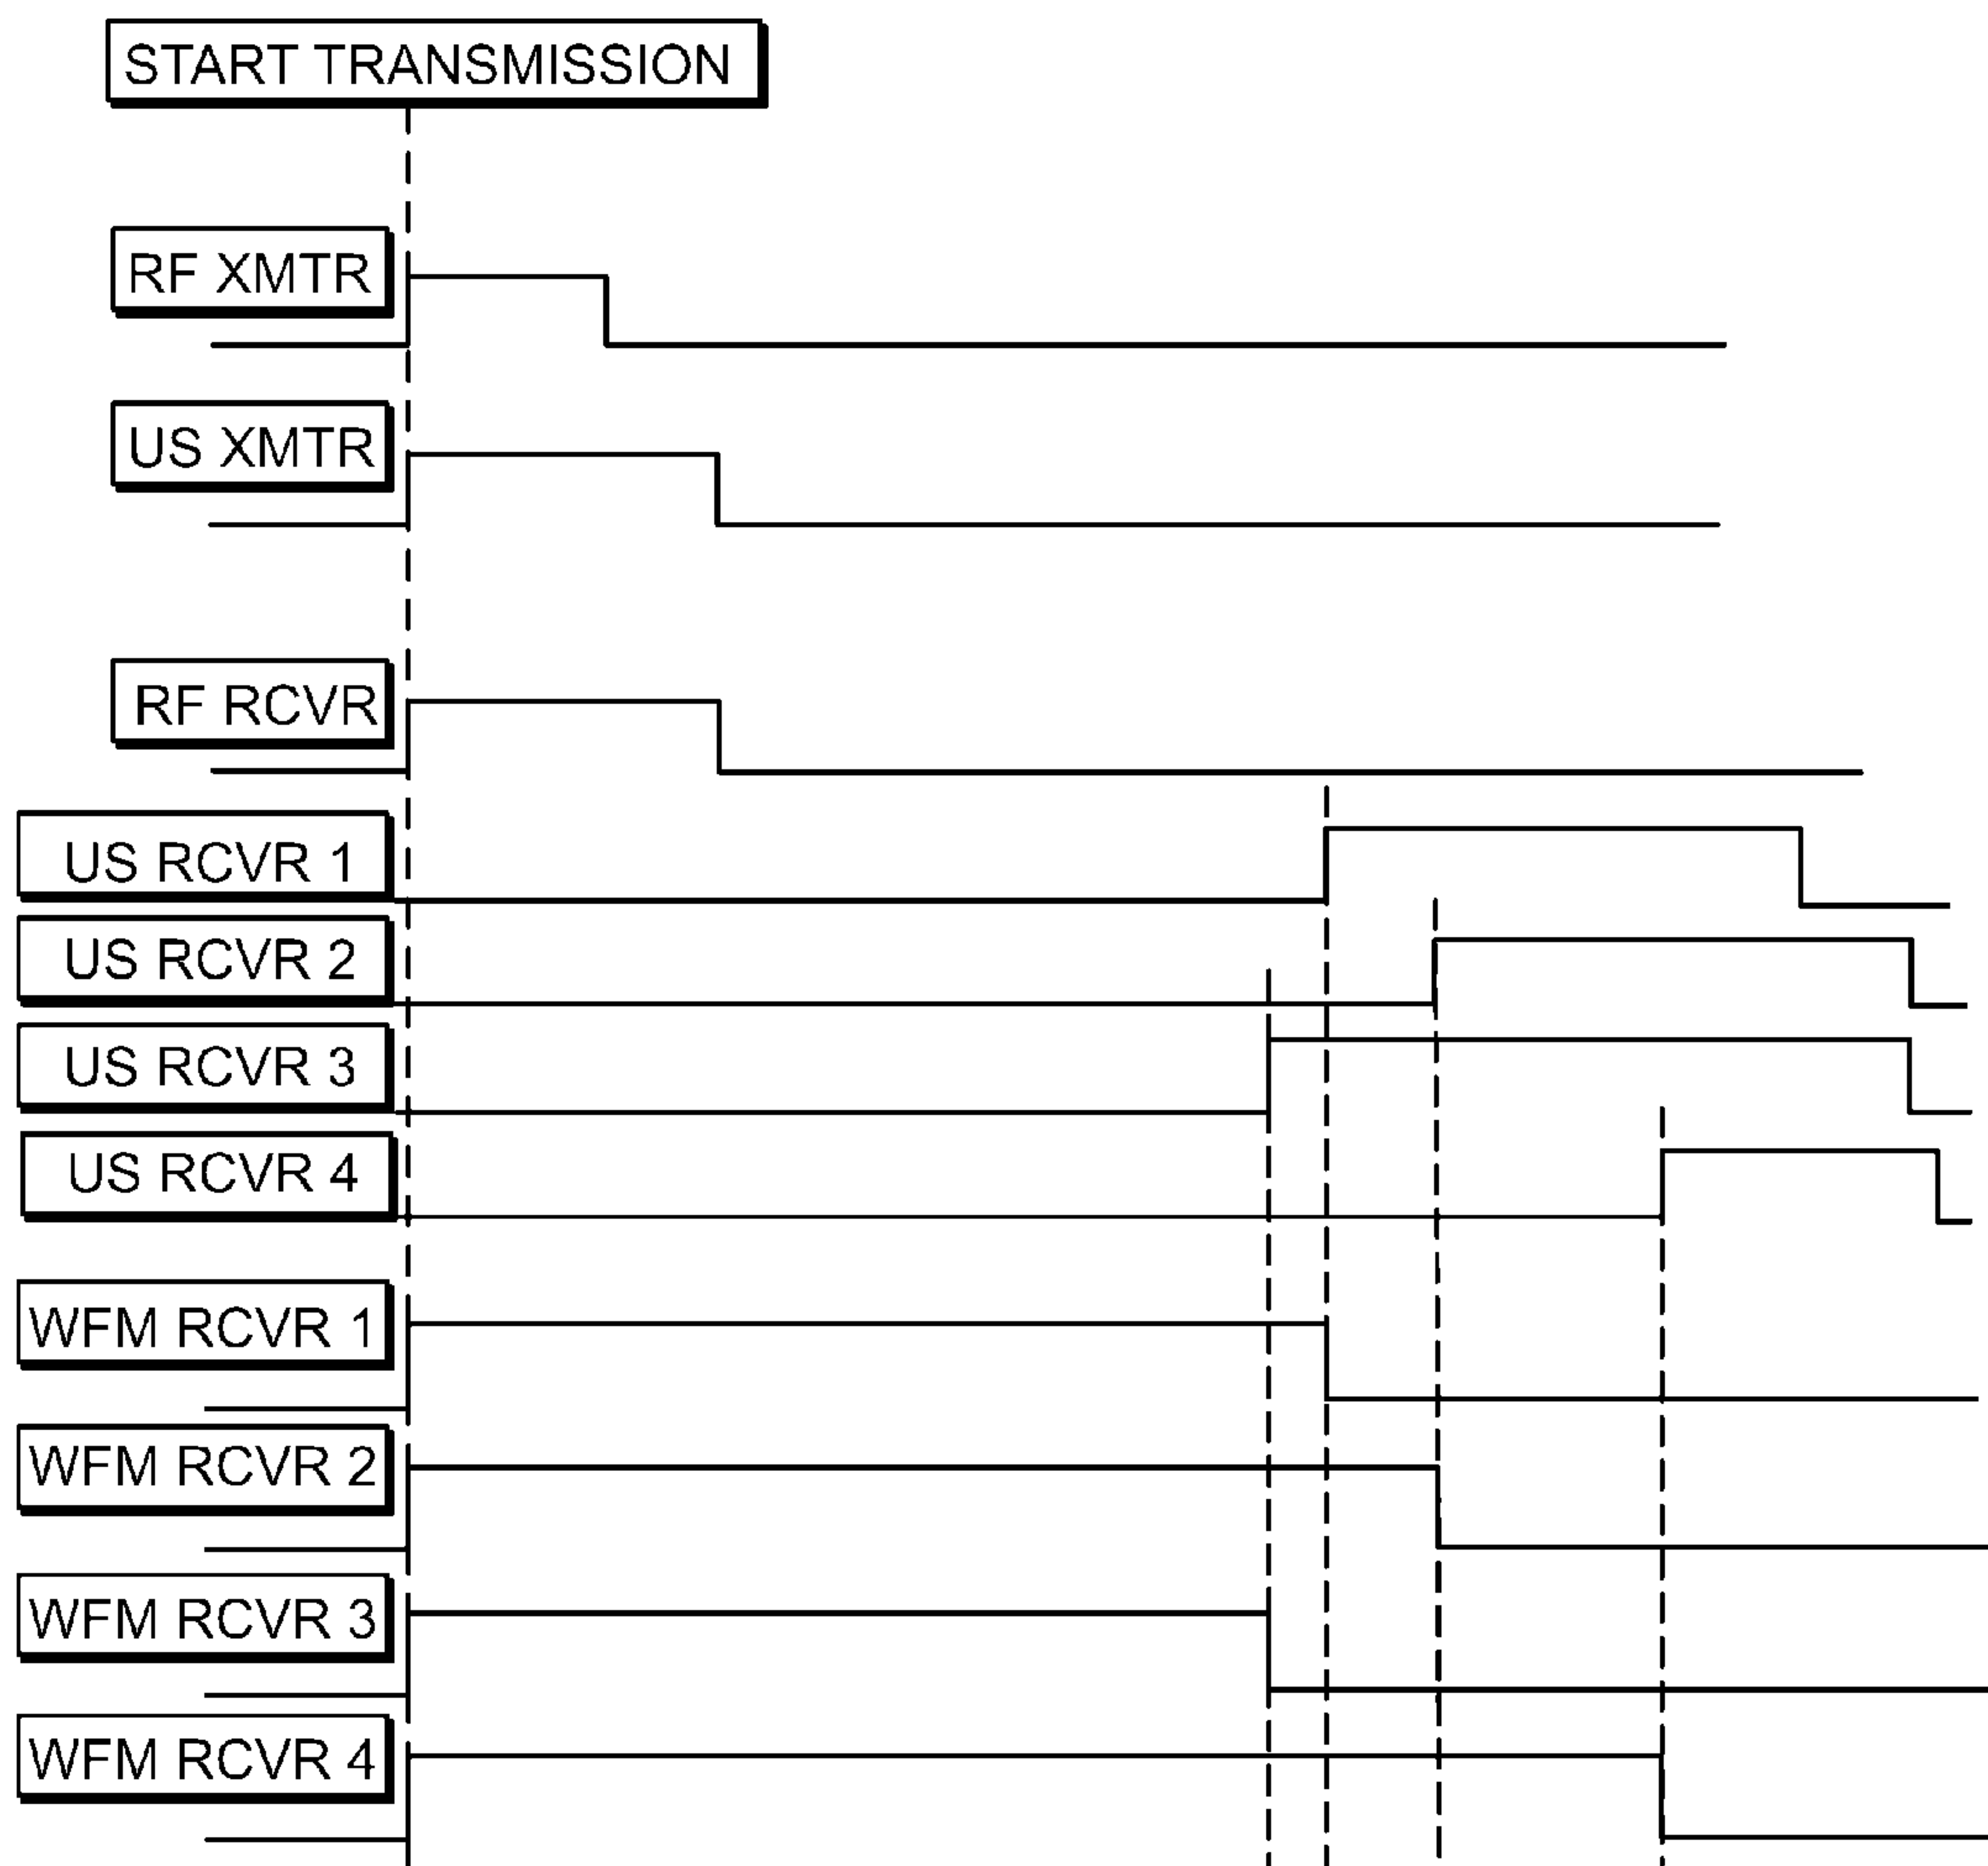 START TRANSMISSION
RF XMTR
US XMTR
RF RCVR
US RCVR 1
US RCVR 2
US RCVR 3
US RCVR 4
WFM RCVR 1
WFM RCVR 2
WFM RCVR 3
WFM RCVR 4